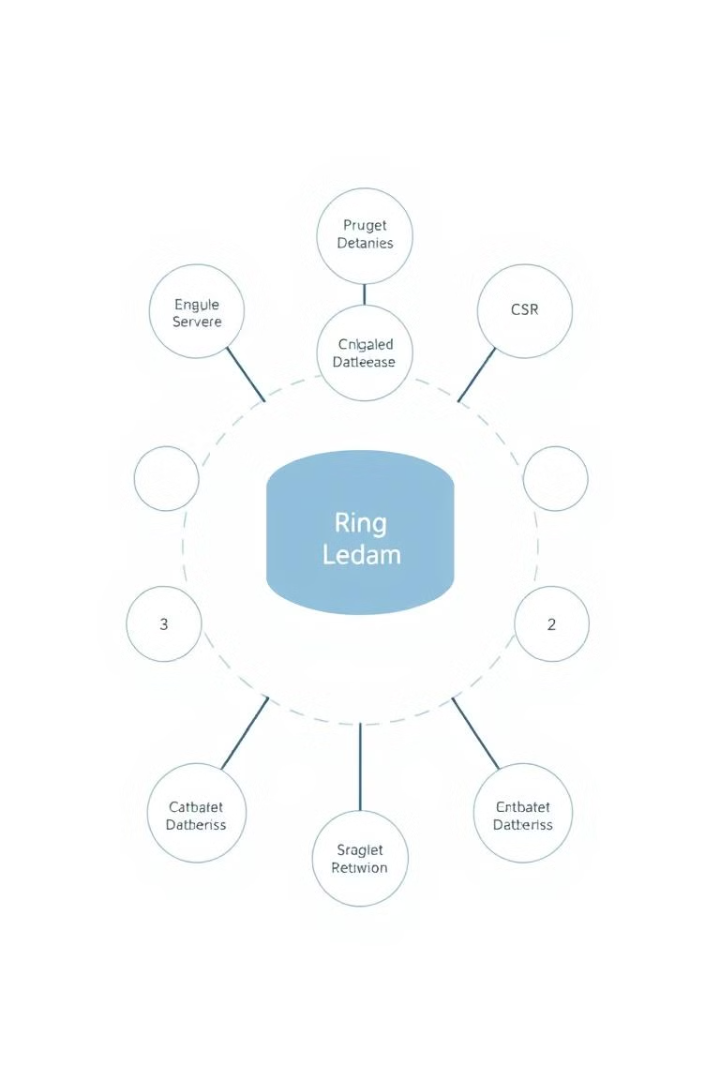 Pruget
Detanies
Engule
Servere
CSR
Cnlgaled
Datleease
Ring
Ledam
3
2
Catbatet
Datberiss
Entbatet
Datberiss
Sraglet
Retiwion